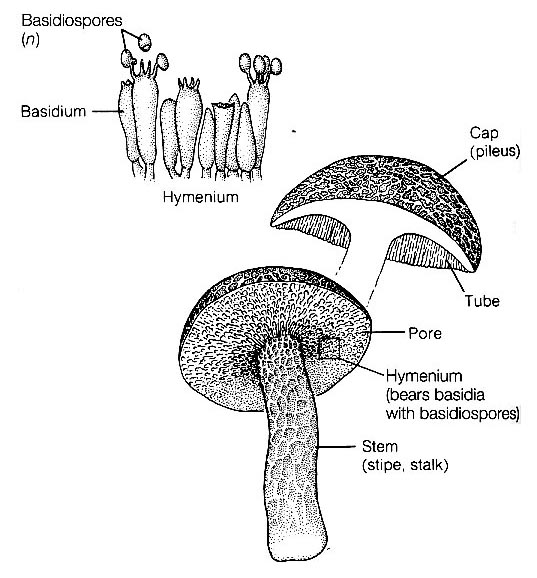 Basidiospores
(n)
Basidium
Hymenium
Cap
(pileus)
Tube
Pore
Hymenium
(bears basidia
with basidiospores)
Stem
(stipe, stalk)